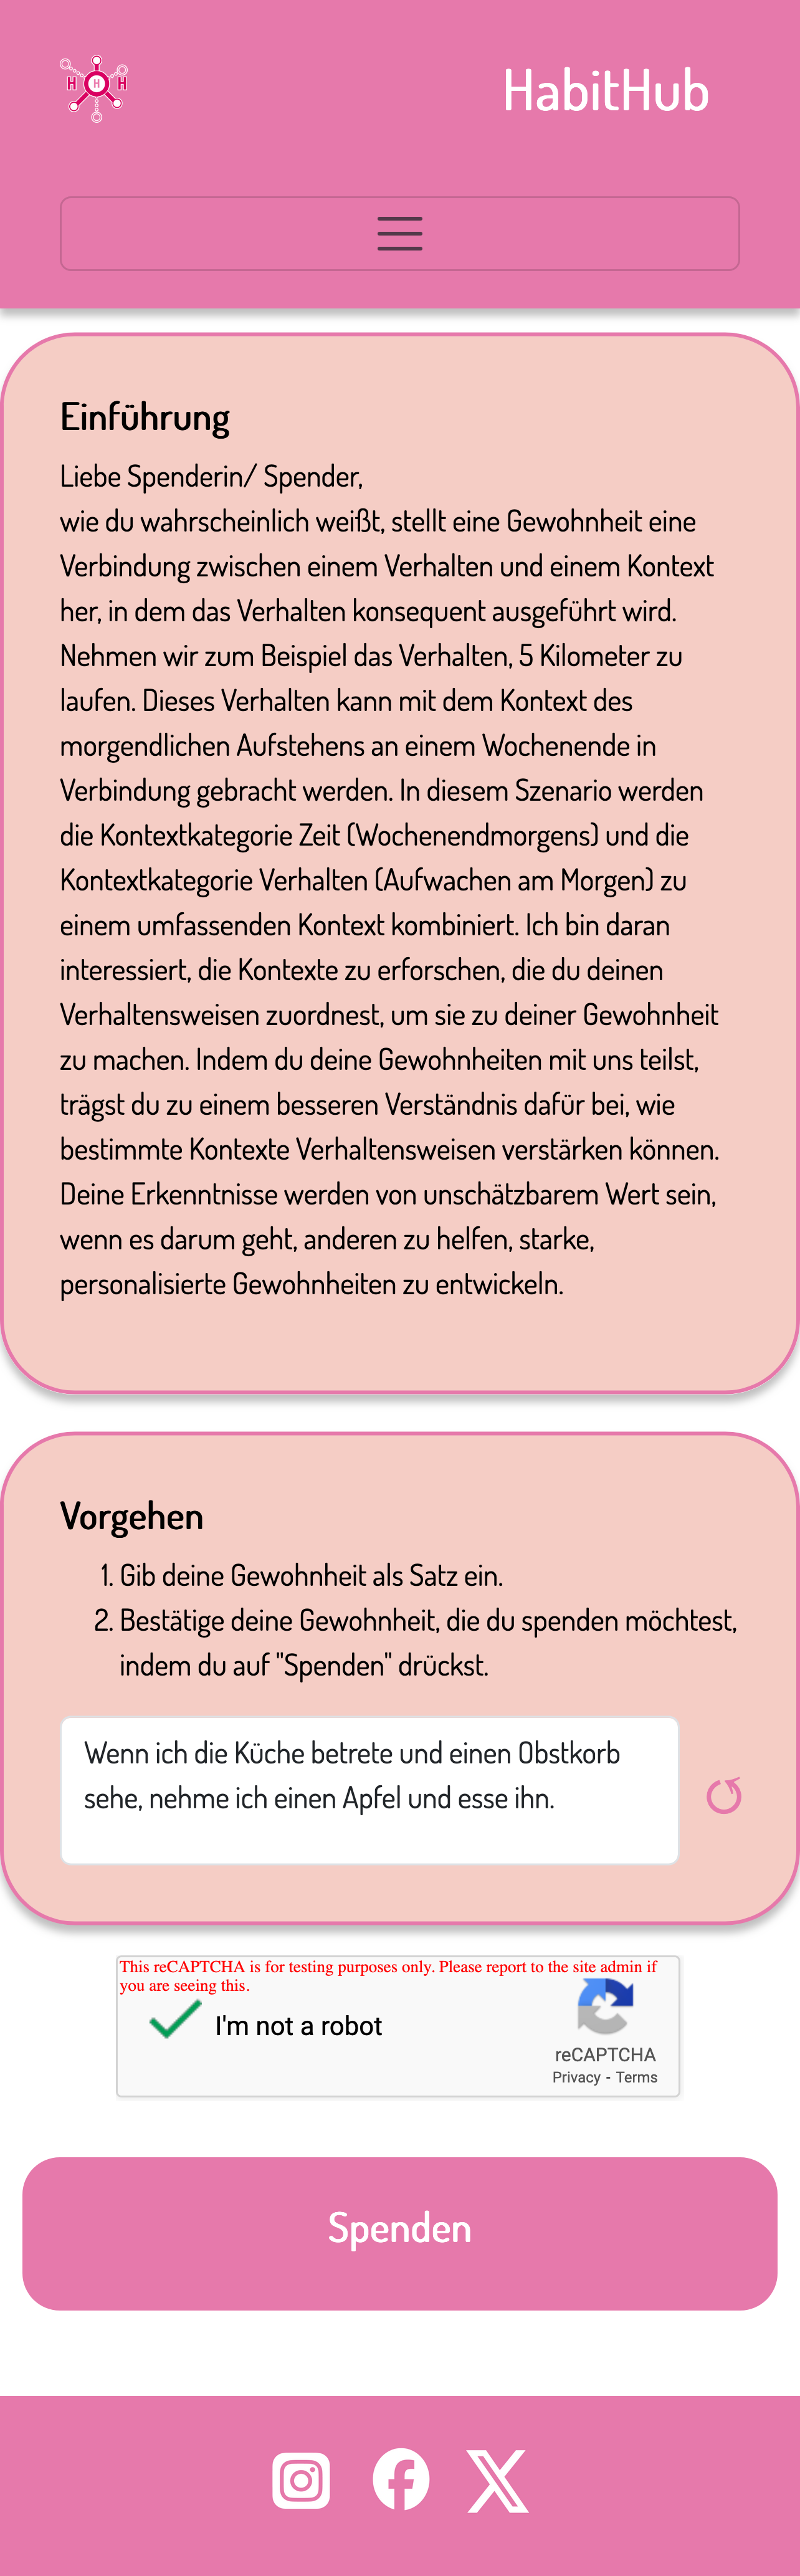 H H H
HabitHub
Einführung
Liebe Spenderin/ Spender,
wie du wahrscheinlich weißt, stellt eine Gewohnheit eine
Verbindung zwischen einem Verhalten und einem Kontext
her, in dem das Verhalten konsequent ausgeführt wird.
Nehmen wir zum Beispiel das Verhalten, 5 Kilometer zu
laufen. Dieses Verhalten kann mit dem Kontext des
morgendlichen Aufstehens an einem Wochenende in
Verbindung gebracht werden. In diesem Szenario werden
die Kontextkategorie Zeit (Wochenendmorgens) und die
Kontextkategorie Verhalten (Aufwachen am Morgen) zu
einem umfassenden Kontext kombiniert. Ich bin daran
interessiert, die Kontexte zu erforschen, die du deinen
Verhaltensweisen zuordnest, um sie zu deiner Gewohnheit
zu machen. Indem du deine Gewohnheiten mit uns teilst,
trägst du zu einem besseren Verständnis dafür bei, wie
bestimmte Kontexte Verhaltensweisen verstärken können.
Deine Erkenntnisse werden von unschätzbarem Wert sein,
wenn es darum geht, anderen zu helfen, starke,
personalisierte Gewohnheiten zu entwickeln.
Vorgehen
1. Gib deine Gewohnheit als Satz ein.
2. Bestätige deine Gewohnheit, die du spenden möchtest,
indem du auf "Spenden" drückst.
Wenn ich die Küche betrete und einen Obstkorb
sehe, nehme ich einen Apfel und esse ihn.
This reCAPTCHA is for testing purposes only. Please report to the site admin if
you are seeing this.
I'm not a robot
reCAPTCHA
Privacy - Terms
Spenden